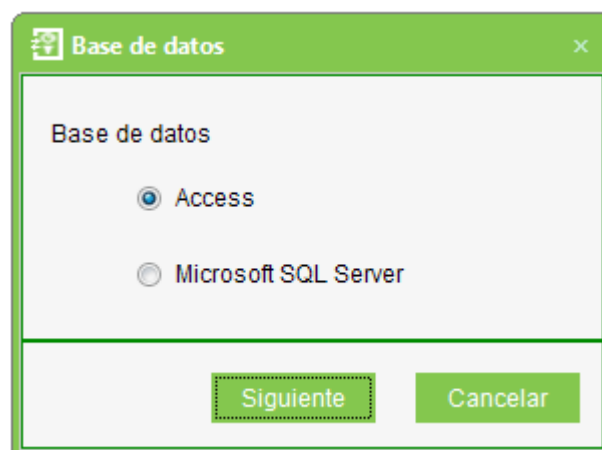 Base de datos
Base de datos
Access
Microsoft SQL Server
Siguiente Cancelar